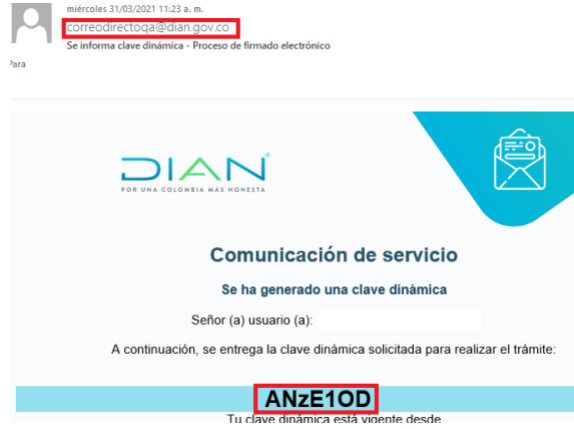 miércoles 31/03/2021 11:23 a. m.
correodirectoqa@dian.gov.co
Se informa clave dinámica - Proceso de firmado electrónico
Para
DIAN®
POR UNA COLOMBIA MÁS HONESTA
Comunicación de servicio
Se ha generado una clave dinámica
Señor (a) usuario (a):
A continuación, se entrega la clave dinámica solicitada para realizar el trámite:
ANzE1OD
Tu clave dinámica está vigente desde